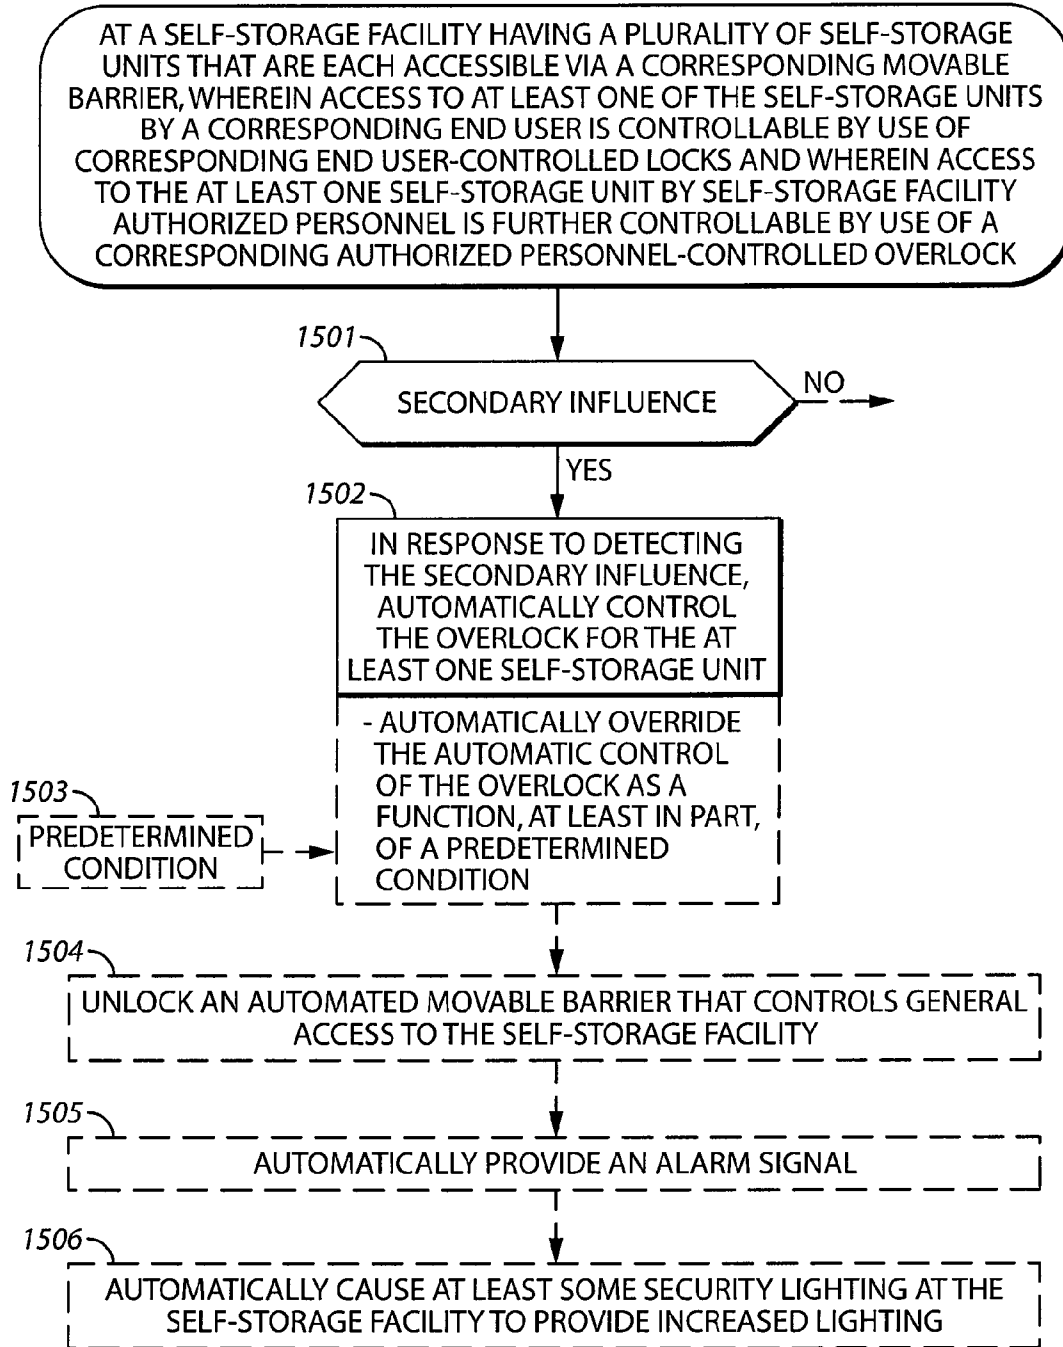 AT A SELF-STORAGE FACILITY HAVING A PLURALITY OF SELF-STORAGE
UNITS THAT ARE EACH ACCESSIBLE VIA A CORRESPONDING MOVABLE
BARRIER, WHEREIN ACCESS TO AT LEAST ONE OF THE SELF-STORAGE UNITS
BY A CORRESPONDING END USER IS CONTROLLABLE BY USE OF
CORRESPONDING END USER-CONTROLLED LOCKS AND WHEREIN ACCESS
TO THE AT LEAST ONE SELF-STORAGE UNIT BY SELF-STORAGE FACILITY
AUTHORIZED PERSONNEL IS FURTHER CONTROLLABLE BY USE OF A
CORRESPONDING AUTHORIZED PERSONNEL-CONTROLLED OVERLOCK
1501
SECONDARY INFLUENCE
NO
YES
1502
IN RESPONSE TO DETECTING
THE SECONDARY INFLUENCE,
AUTOMATICALLY CONTROL
THE OVERLOCK FOR THE AT
LEAST ONE SELF-STORAGE UNIT
- AUTOMATICALLY OVERRIDE
THE AUTOMATIC CONTROL
OF THE OVERLOCK AS A
FUNCTION, AT LEAST IN PART,
OF A PREDETERMINED
CONDITION
1503
PREDETERMINED
CONDITION
1504
UNLOCK AN AUTOMATED MOVABLE BARRIER THAT CONTROLS GENERAL
ACCESS TO THE SELF-STORAGE FACILITY
1505
AUTOMATICALLY PROVIDE AN ALARM SIGNAL
1506
AUTOMATICALLY CAUSE AT LEAST SOME SECURITY LIGHTING AT THE
SELF-STORAGE FACILITY TO PROVIDE INCREASED LIGHTING